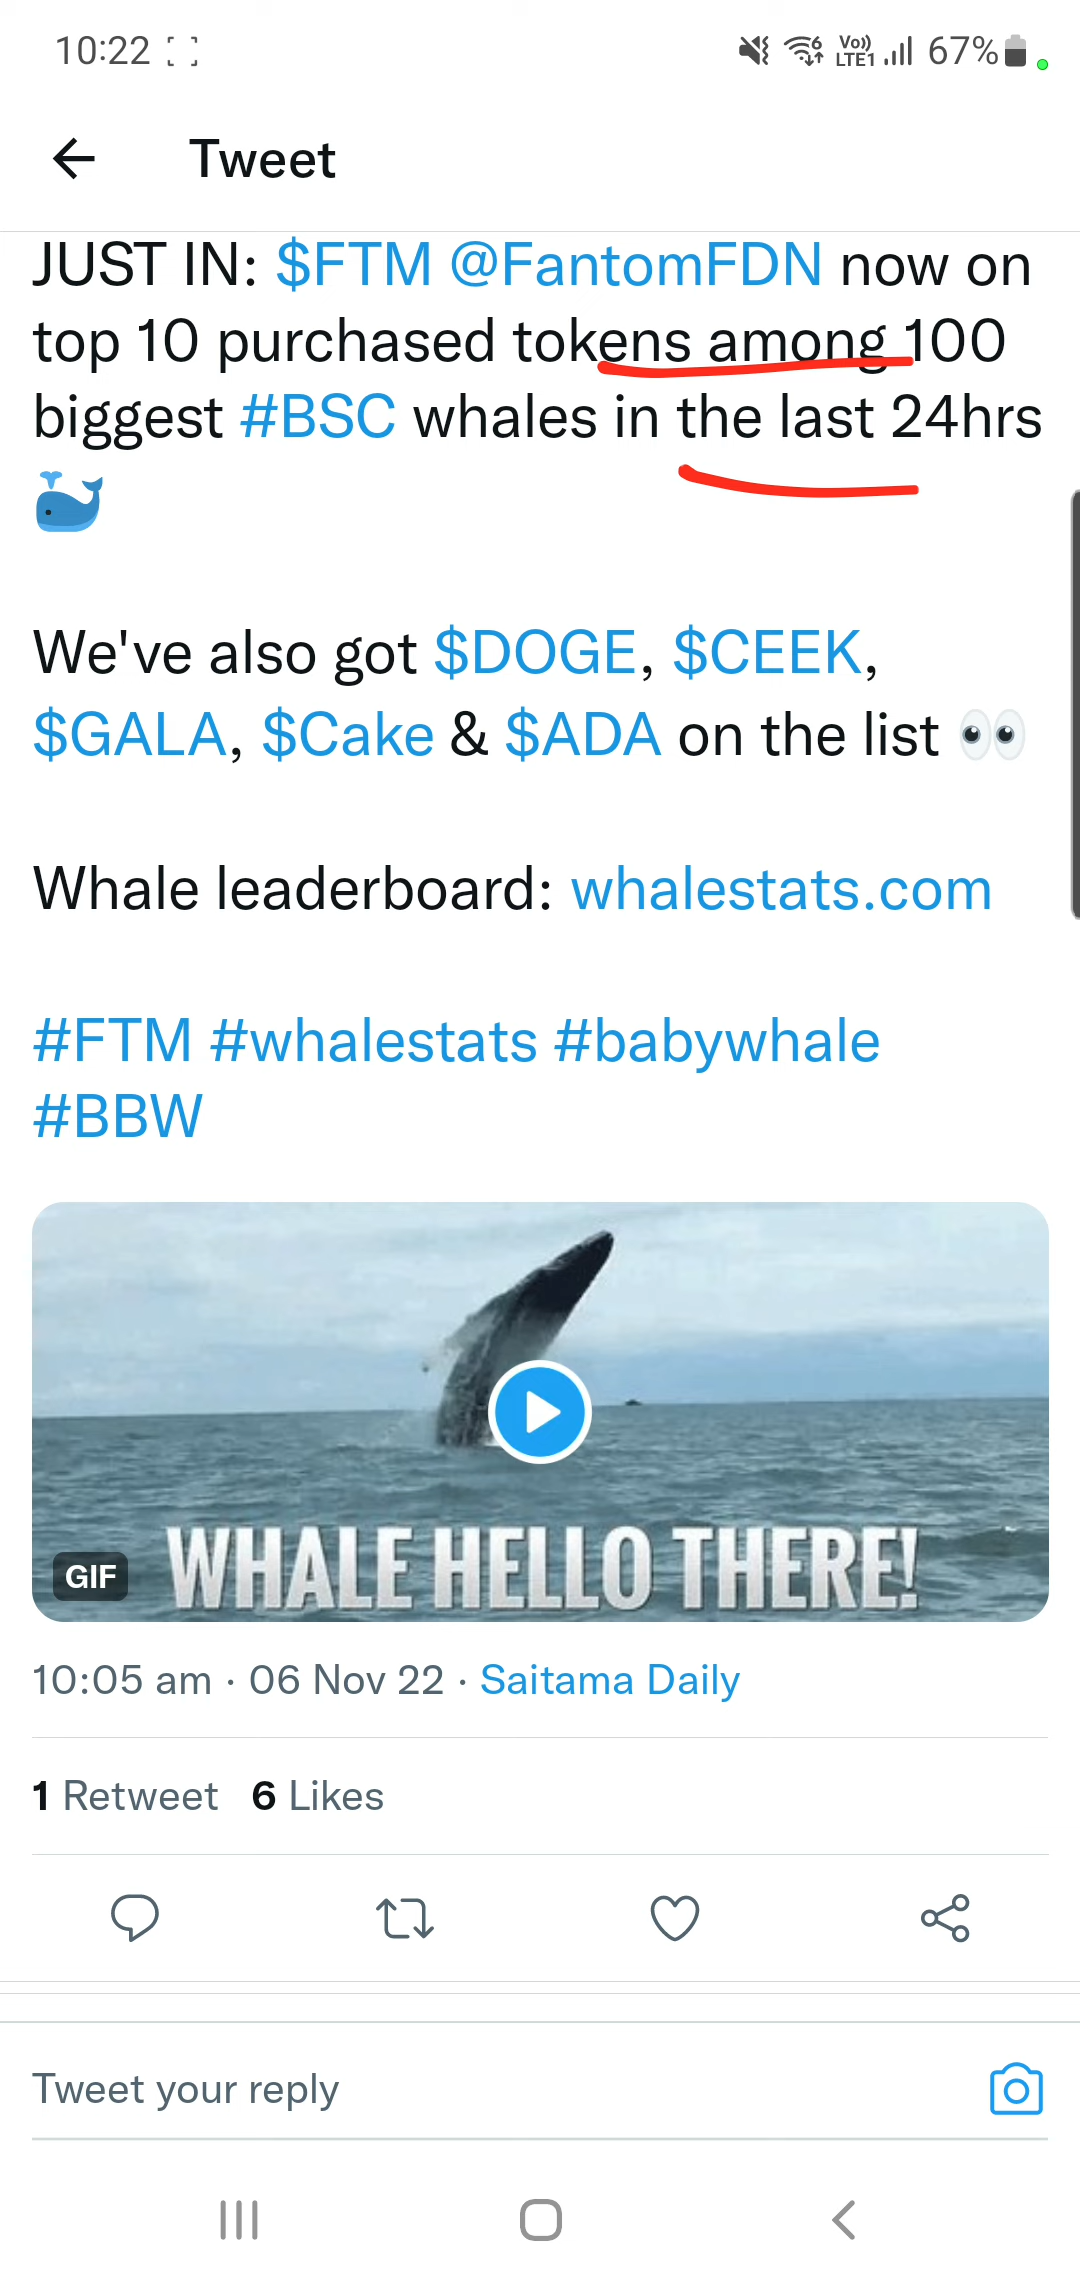 10:22
Vo)) LTE1 67%
Tweet
JUST IN: $FTM @FantomFDN now on
top 10 purchased tokens among 100
biggest #BSC whales in the last 24hrs
We've also got $DOGE, $CEEK,
$GALA, $Cake & $ADA on the list
Whale leaderboard: whalestats.com
#FTM #whalestats #babywhale
#BBW
WHALE HELLO THERE!
GIF
10:05 am · 06 Nov 22 · Saitama Daily
1 Retweet 6 Likes
Tweet your reply